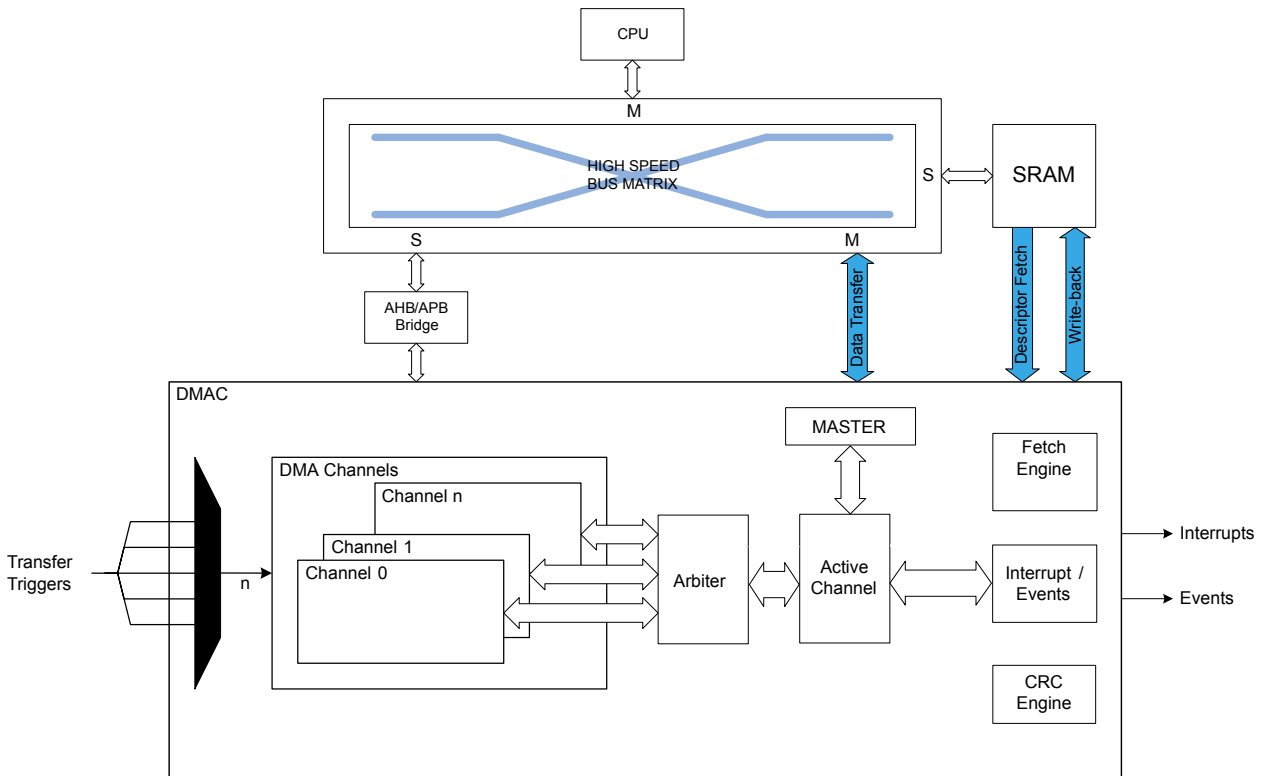 CPU
M
HIGH SPEED
BUS MATRIX
S
SRAM
S
M
AHB/APB
Bridge
Data Transfer
Descriptor Fetch
Write-back
DMAC
MASTER
Fetch
Engine
DMA Channels
Channel n
Channel 1
Channel 0
Transfer
Triggers
n
Arbiter
Active
Channel
Interrupt /
Events
Interrupts
Events
CRC
Engine